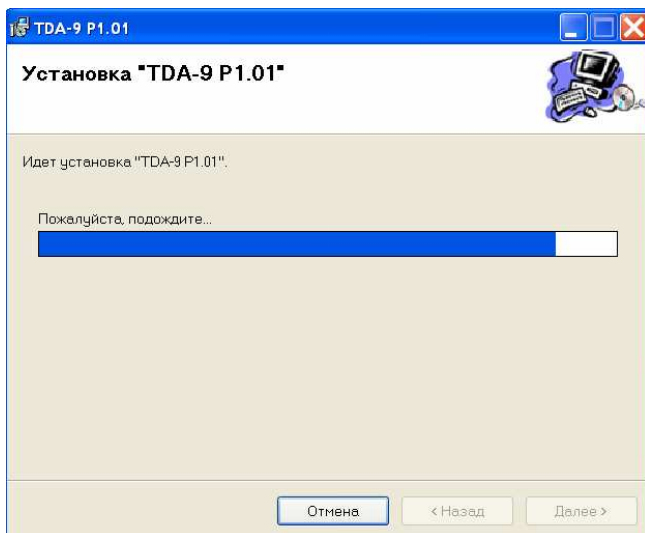 TDA-9 P1.01
Установка "TDA-9 P1.01"
Идет установка "TDA-9 P1.01".
Пожалуйста, подождите...
Отмена
< Назад
Далее >